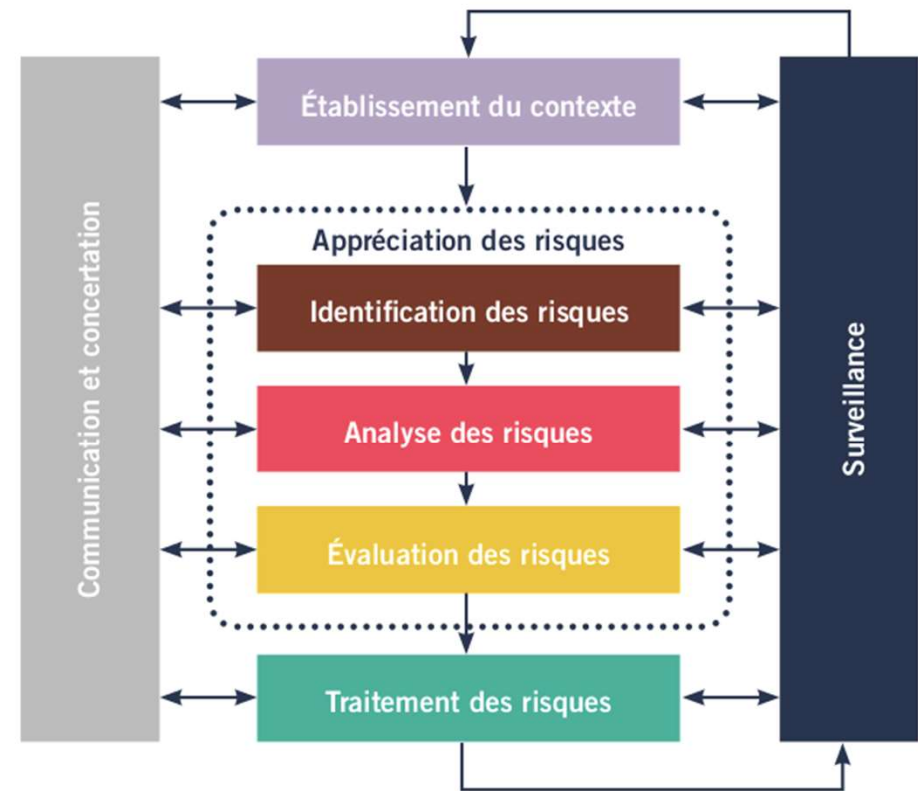 Établissement du contexte
Appréciation des risques
Identification des risques
Analyse des risques
Évaluation des risques
Traitement des risques
Communication et concertation
Surveillance